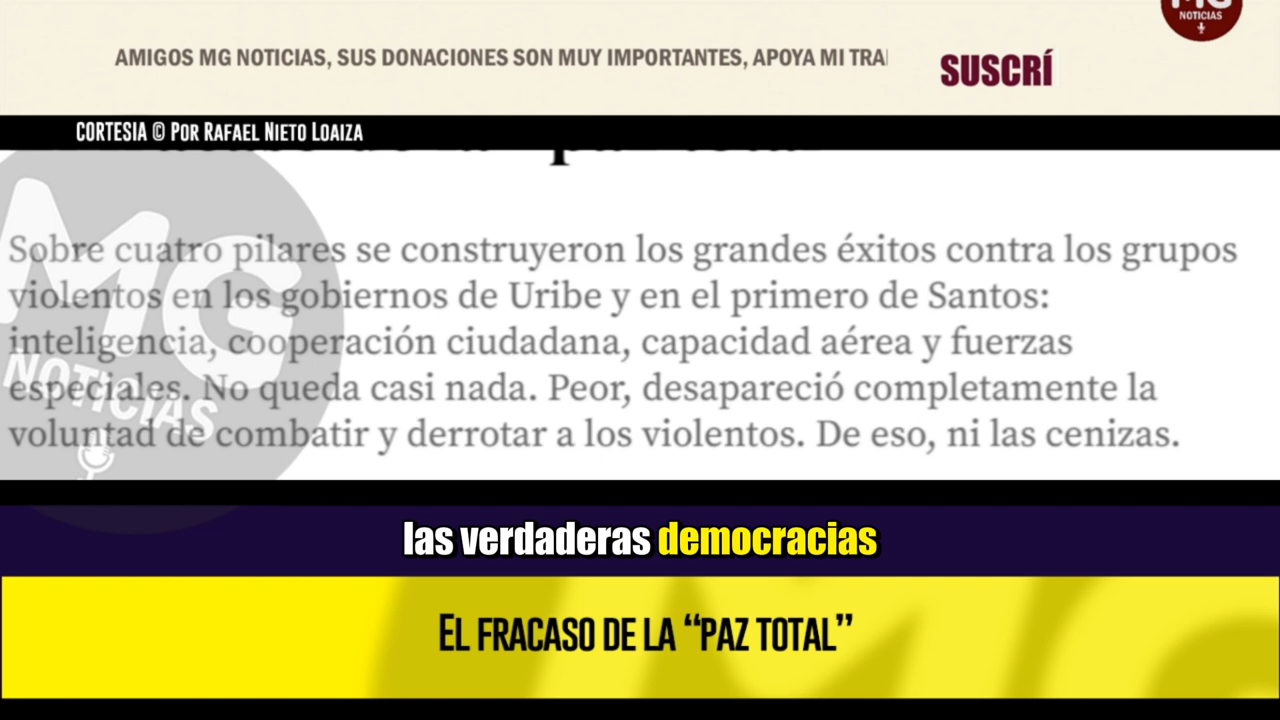 NOTICIAS
AMIGOS MG NOTICIAS, SUS DONACIONES SON MUY IMPORTANTES, APOYA MI
SUSCRÍ
CORTESIA © POR RAFAEL NIETO LOAIZA
Sobre cuatro pilares se construyeron los grandes éxitos contra los grupos
violentos en los gobiernos de Uribe y en el primero de Santos:
inteligencia, cooperación ciudadana, capacidad aérea y fuerzas
especiales. No queda casi nada. Peor, desapareció completamente la
voluntad de combatir y derrotar a los violentos. De eso, ni las cenizas.
MG
NOTICIAS
las verdaderas democracias
EL FRACASO DE LA “PAZ TOTAL”